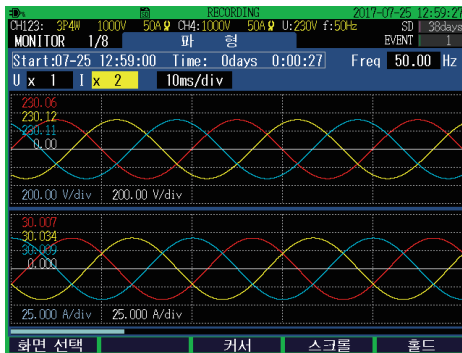 RECORDING 2017-07-25 12:59:27
CH123: 3P4W 1000V 50A CH4:1000V 50A U:230V f:50Hz SD 38days
MONITOR 1/8 파 형 EVENT 1
Start:07-25 12:59:00 Time: 0days 0:00:27 Freq 50.00 Hz
U x 1 I x 2 10ms/div
230.06
230.12
230.11
0.00
200.00 V/div 200.00 V/div
30.007
30.034
30.009
0.000
25.000 A/div 25.000 A/div
화면 선택 커서 스크롤 홀드